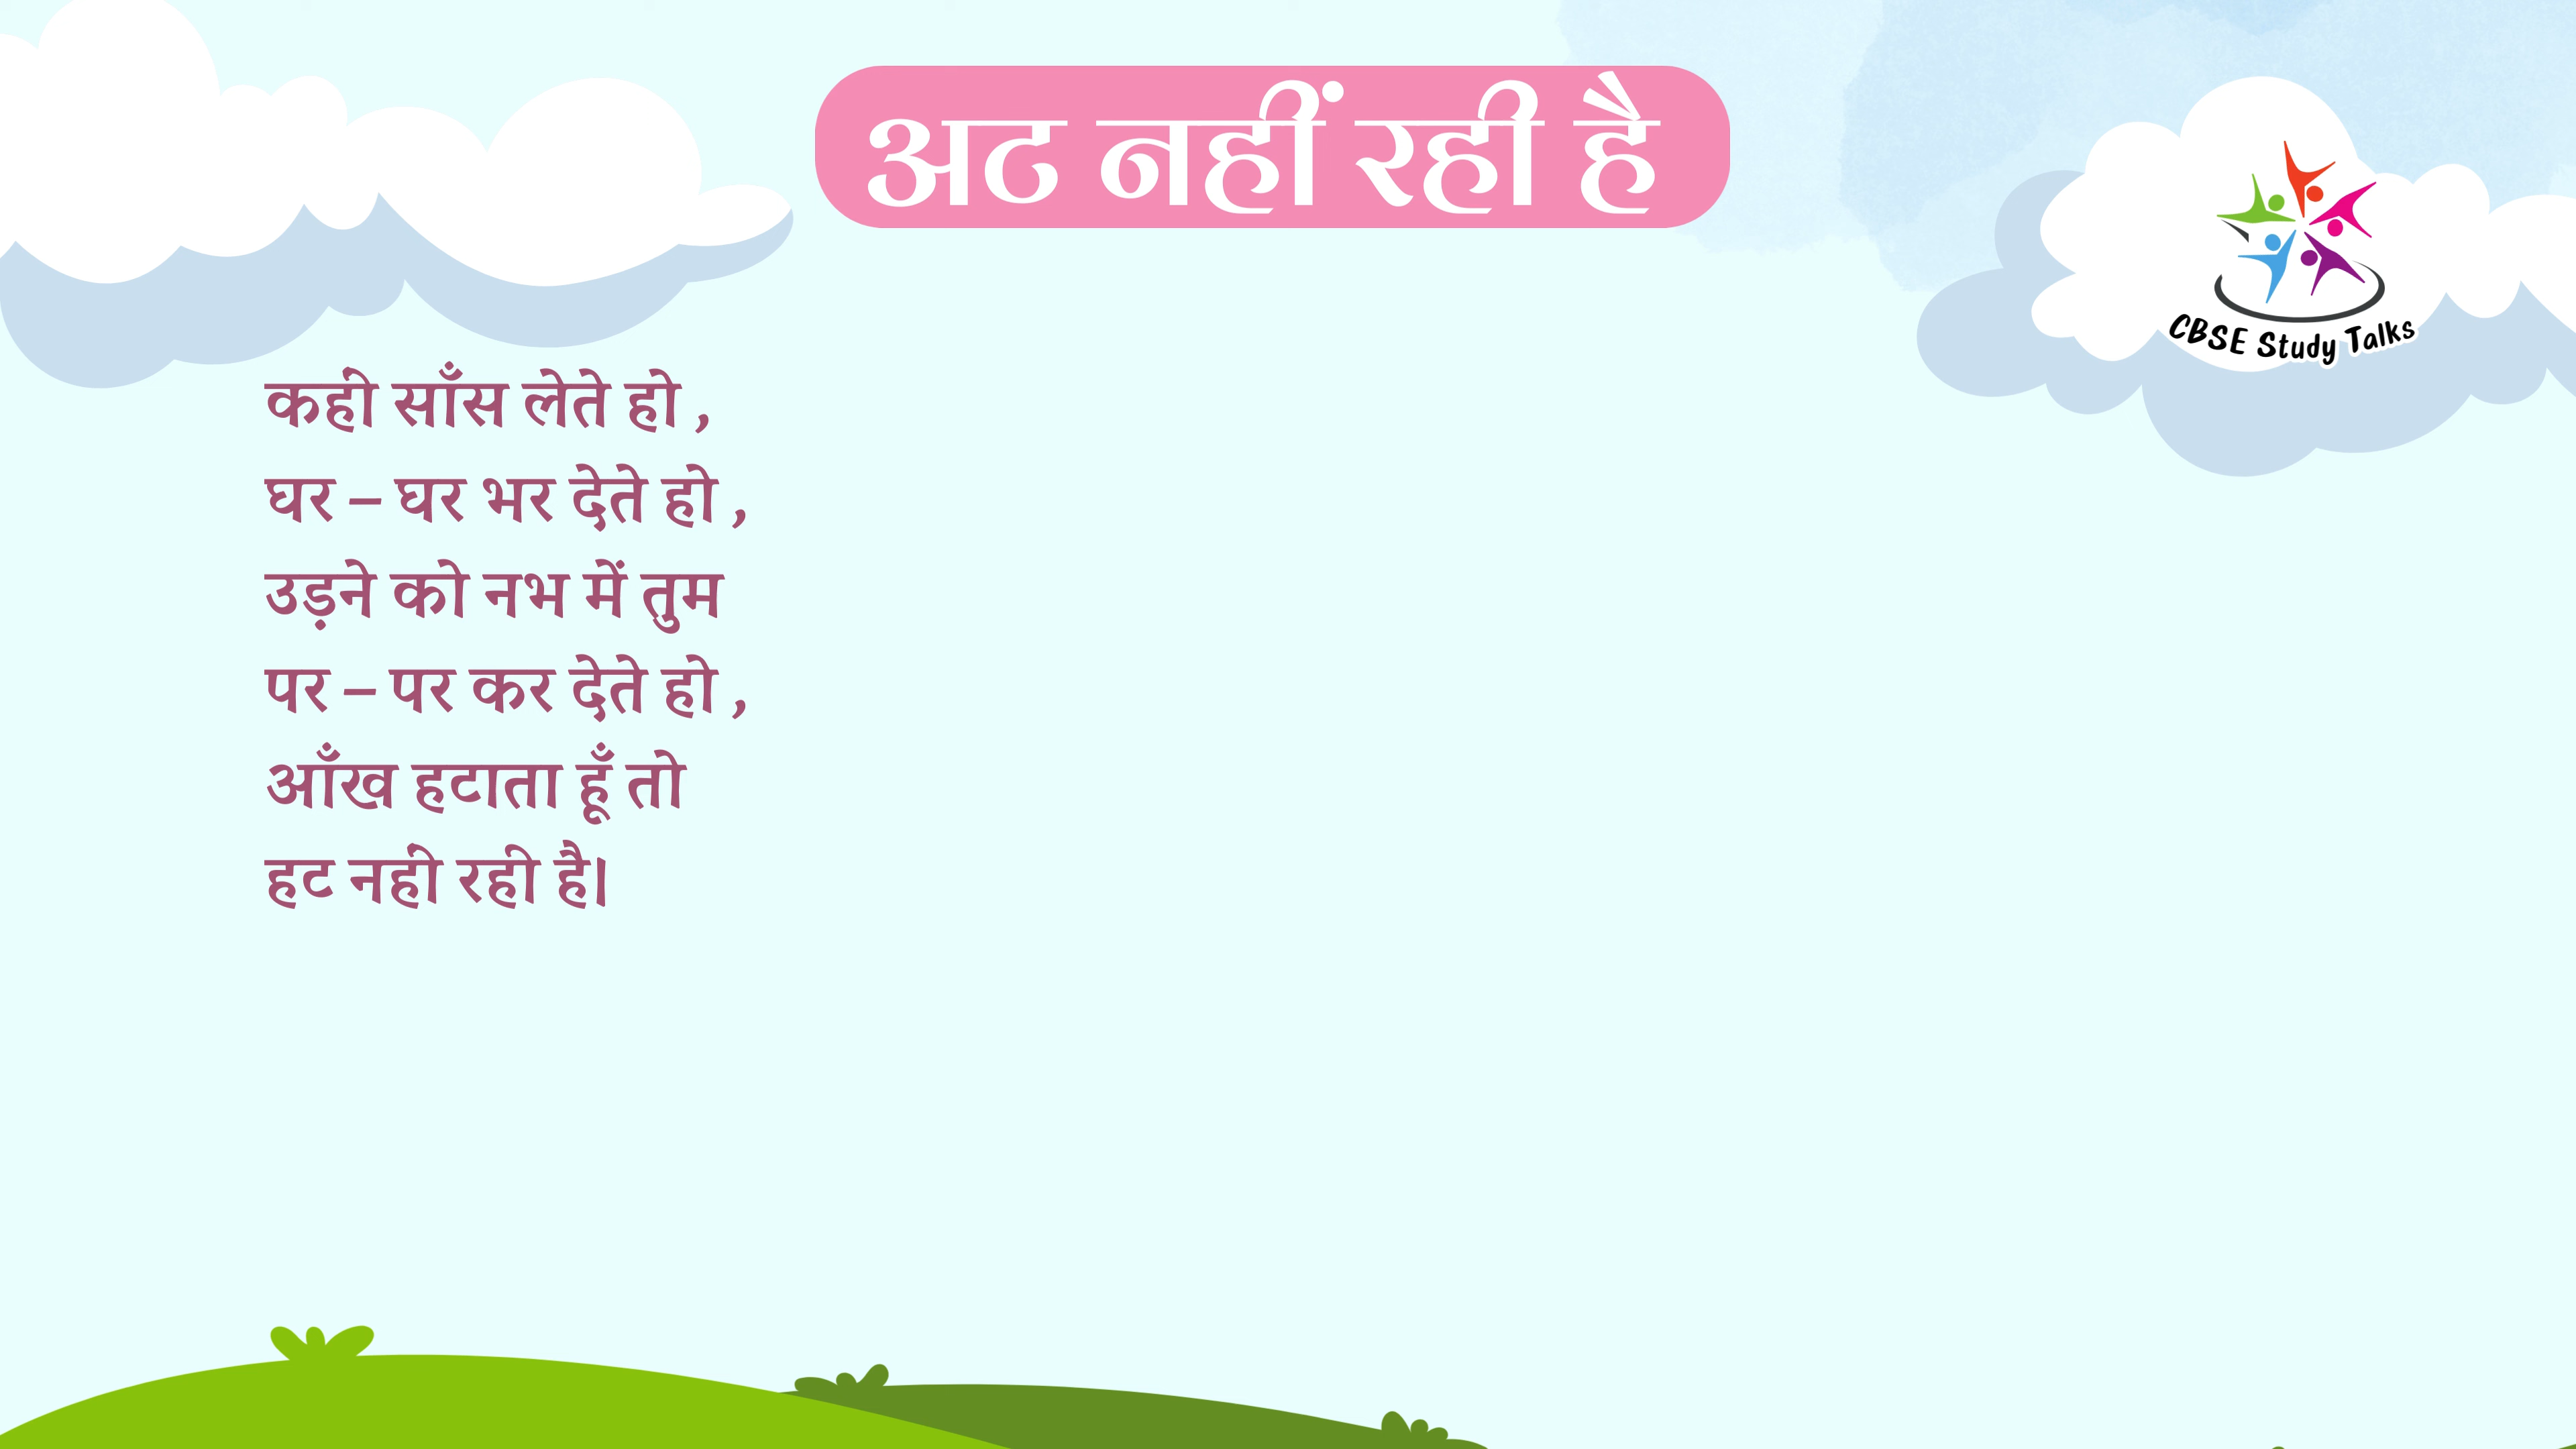 अट नहीं रही है
CBSE Study Talks
कहीं साँस लेते हो ,
घर – घर भर देते हो ,
उड़ने को नभ में तुम
पर – पर कर देते हो ,
आँख हटाता हूँ तो
हट नहीं रही है।